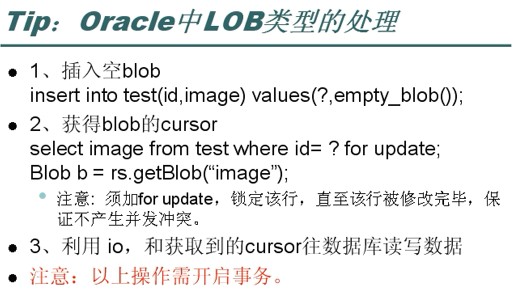 Tip：Oracle中LOB类型的处理
1、插入空blob
insert into test(id,image) values(?,empty_blob());
2、获得blob的cursor
select image from test where id= ? for update;
Blob b = rs.getBlob(“image”);
注意: 须加for update，锁定该行，直至该行被修改完毕，保
证不产生并发冲突。
3、利用 io，和获取到的cursor往数据库读写数据
注意：以上操作需开启事务。